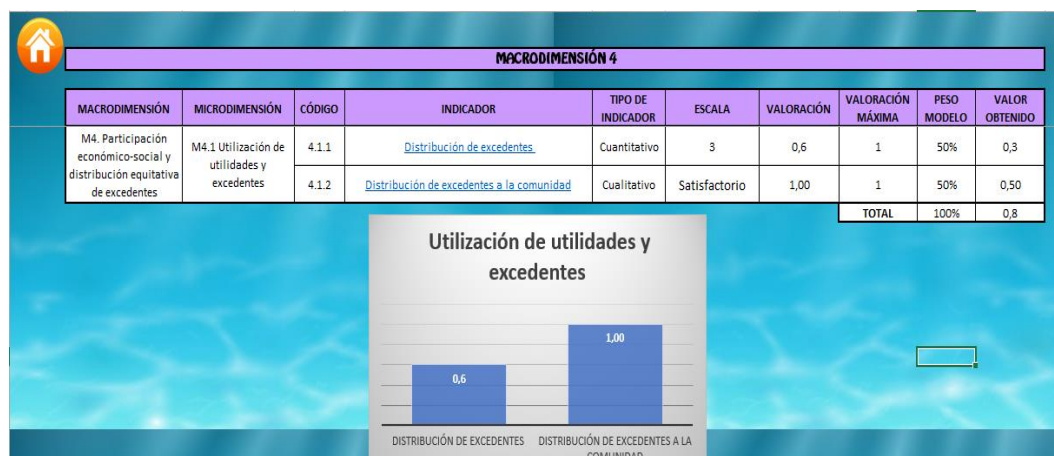 MACRODIMENSIÓN 4
MACRODIMENSIÓN MICRODIMENSIÓN CÓDIGO INDICADOR TIPO DE INDICADOR ESCALA VALORACIÓN VALORACIÓN MÁXIMA PESO MODELO VALOR OBTENIDO
M4. Participación económico-social y distribución equitativa de excedentes
M4.1 Utilización de utilidades y excedentes
4.1.1 Distribución de excedentes Cuantitativo 3 0,6 1 50% 0,3
4.1.2 Distribución de excedentes a la comunidad Cualitativo Satisfactorio 1,00 1 50% 0,50
TOTAL 100% 0,8
Utilización de utilidades y
excedentes
1,00
0,6
DISTRIBUCIÓN DE EXCEDENTES DISTRIBUCIÓN DE EXCEDENTES A LA
COMUNIDAD